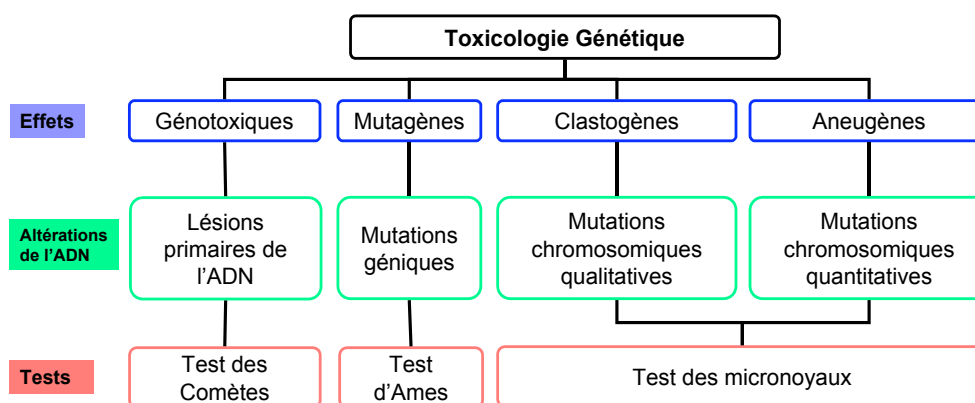 Toxicologie Génétique
Effets
Génotoxiques
Mutagènes
Clastogènes
Aneugènes
Altérations
de l'ADN
Lésions
primaires de
l'ADN
Mutations
géniques
Mutations
chromosomiques
qualitatives
Mutations
chromosomiques
quantitatives
Tests
Test des
Comètes
Test
d'Ames
Test des micronoyaux